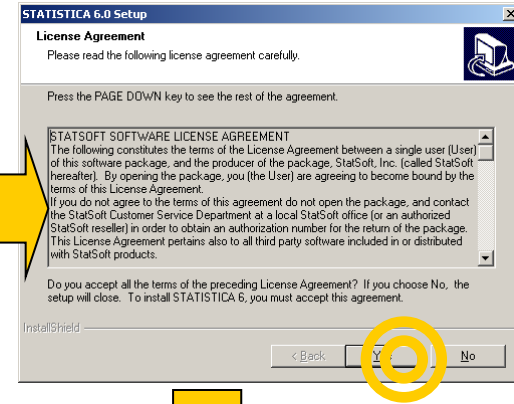 STATISTICA 6.0 Setup
License Agreement
Please read the following license agreement carefully.
Press the PAGE DOWN key to see the rest of the agreement.
STATSOFT SOFTWARE LICENSE AGREEMENT
The following constitutes the terms of the License Agreement between a single user (User)
of this software package, and the producer of the package, StatSoft, Inc. (called StatSoft
hereafter). By opening the package, you (the User) are agreeing to become bound by the
terms of this License Agreement.
If you do not agree to the terms of this agreement do not open the package, and contact
the StatSoft Customer Service Department at a local StatSoft office (or an authorized
StatSoft reseller) in order to obtain an authorization number for the return of the package.
This License Agreement pertains also to all third party software included in or distributed
with StatSoft products.
Do you accept all the terms of the preceding License Agreement? If you choose No, the
setup will close. To install STATISTICA 6, you must accept this agreement.
InstallShield
< Back
No